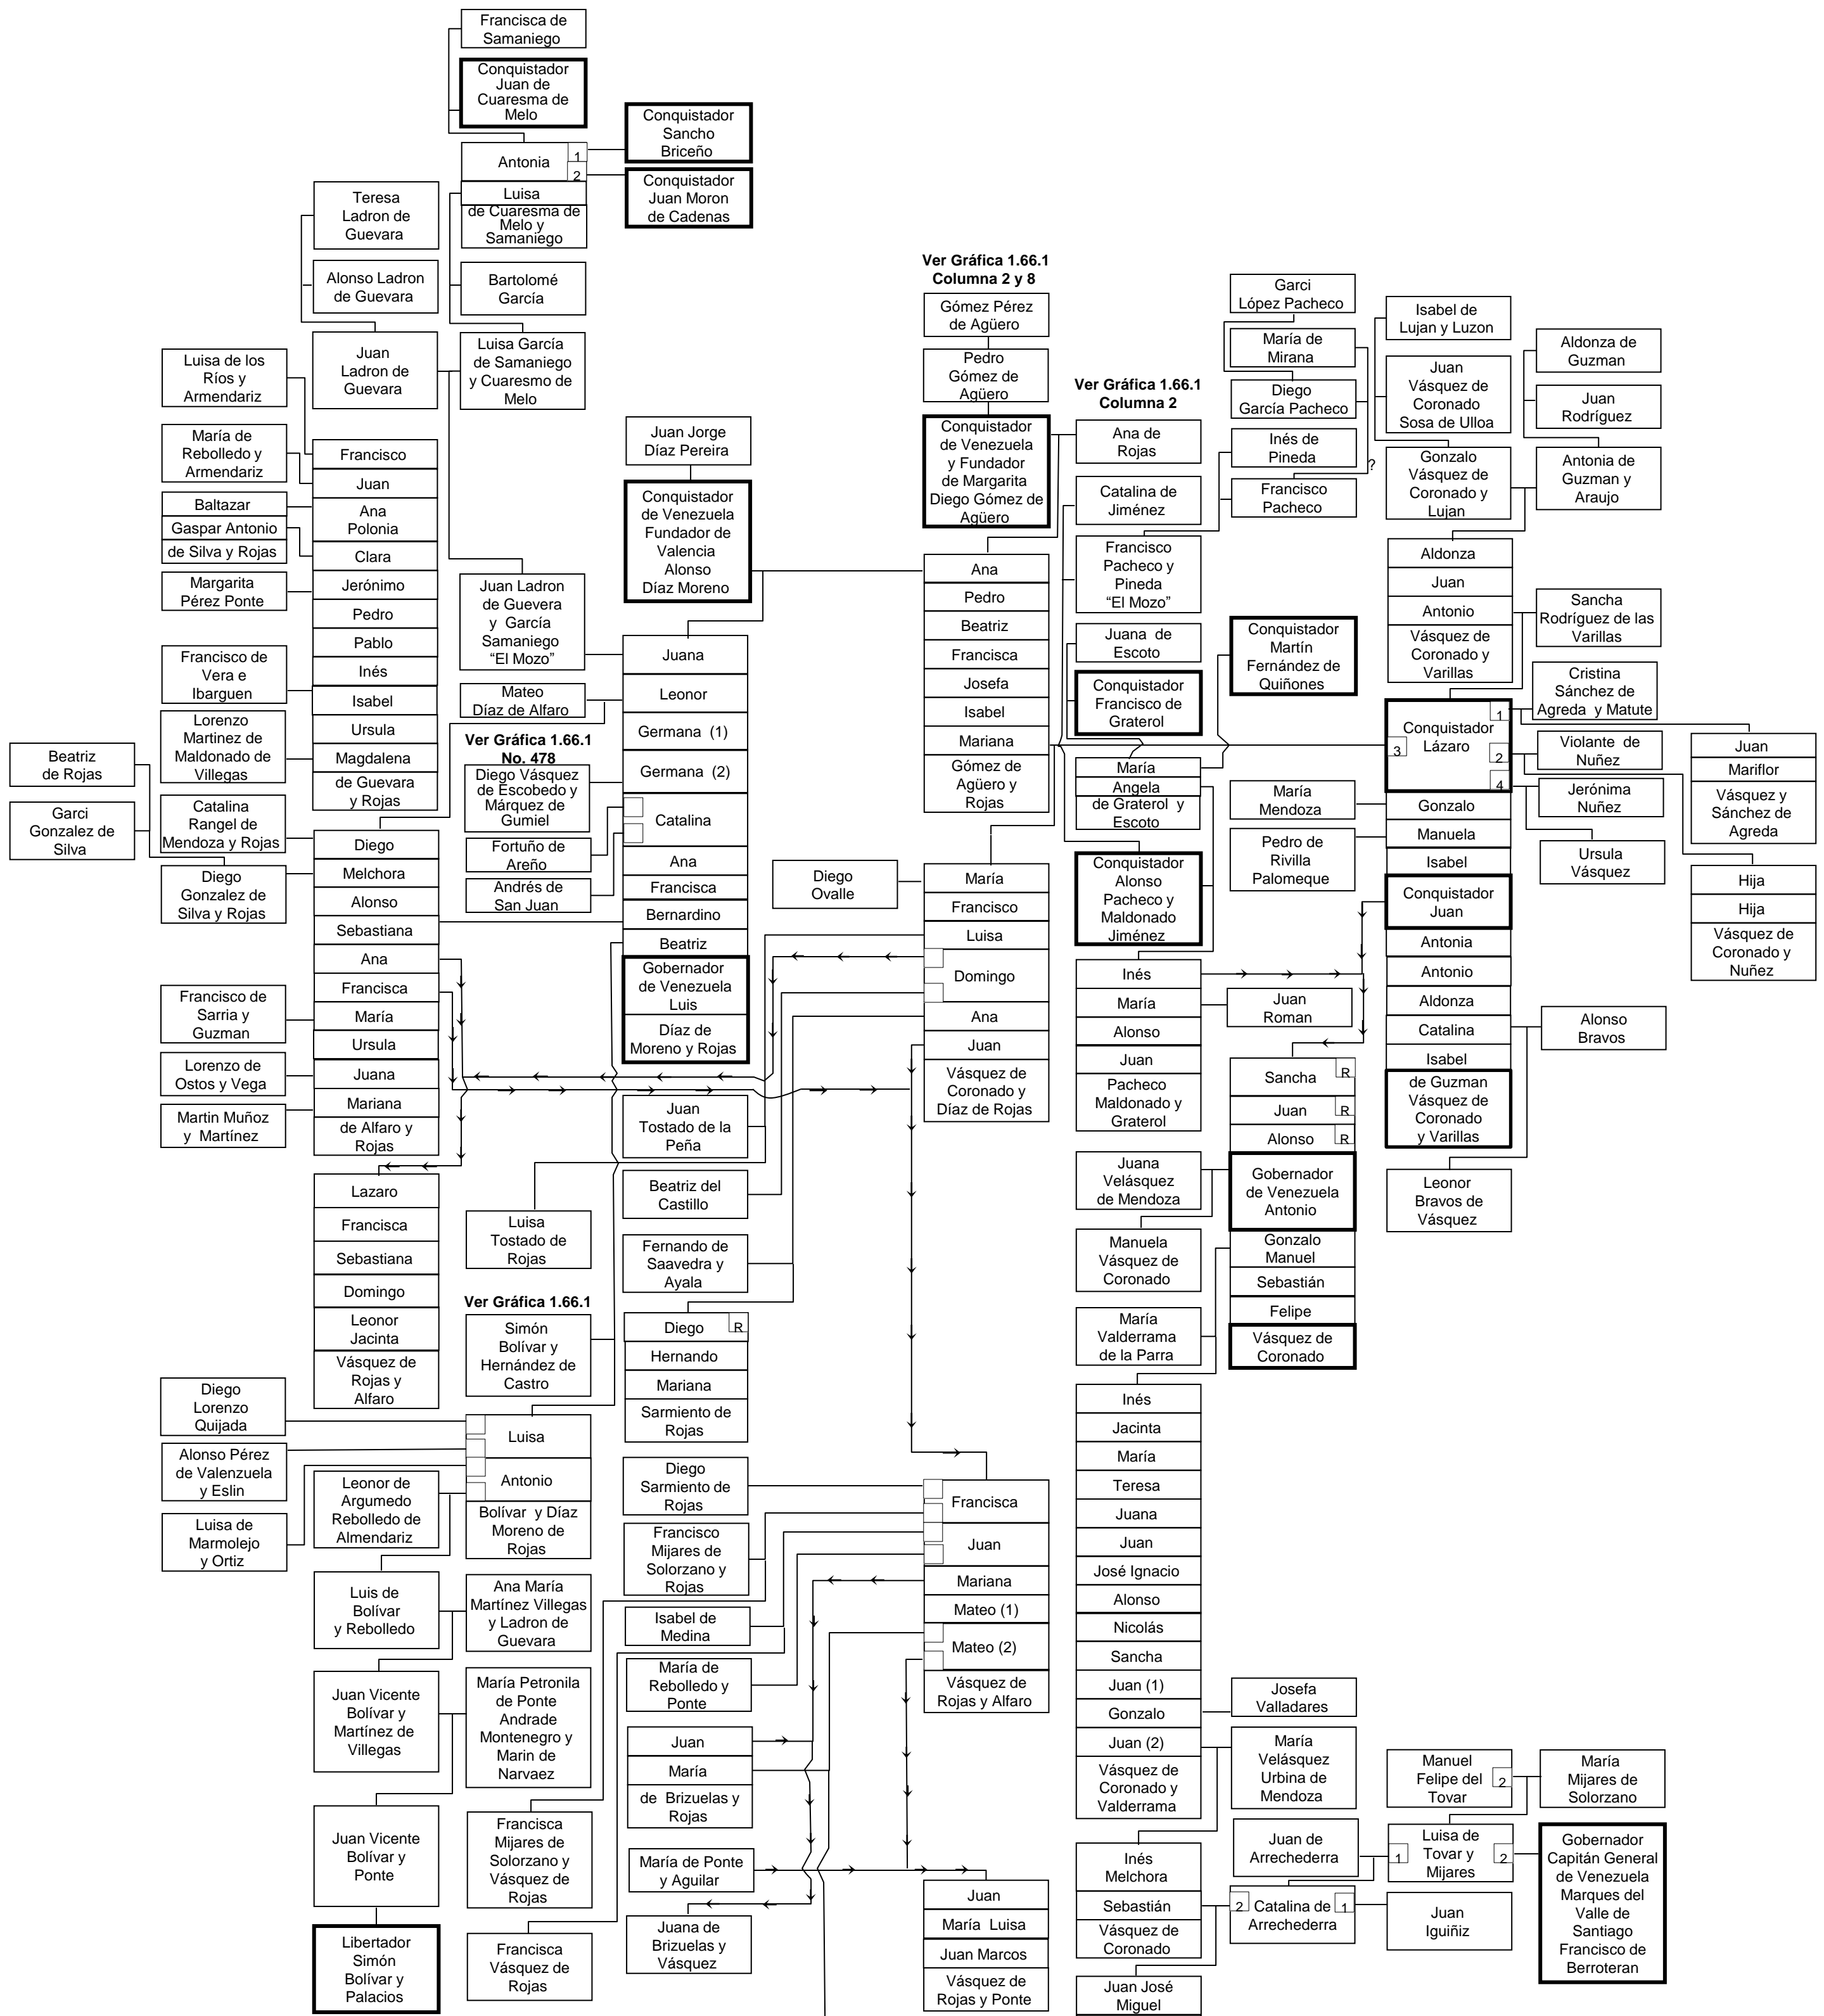 Francisca de
Samaniego
Conquistador
Juan de
Cuaresma de
Melo
Conquistador
Sancho
Briceño
Antonia
1
2
Conquistador
Juan Moron
de Cadenas
Luisa
de Cuaresma de
Melo y
Samaniego
Teresa
Ladron de
Guevara
Alonso Ladron
de Guevara
Bartolomé
García
Juan
Ladron de
Guevara
Luisa García
de Samaniego
y Cuaresmo de
Melo
Luisa de los
Ríos y
Armendariz
María de
Rebolledo y
Armendariz
Baltazar
Gaspar Antonio
de Silva y Rojas
Margarita
Pérez Ponte
Francisco de
Vera e
Ibarguen
Lorenzo
Martinez de
Maldonado de
Villegas
Francisco
Juan
Ana
Polonia
Clara
Jerónimo
Pedro
Pablo
Inés
Isabel
Ursula
Magdalena
de Guevara
y Rojas
Juan Ladron
de Guevera
y García
Samaniego
“El Mozo”
Mateo
Díaz de Alfaro
Ver Gráfica 1.66.1
No. 478
Diego Vásquez
de Escobedo y
Márquez de
Gumiel
Fortuño de
Areño
Andrés de
San Juan
Juan Jorge
Díaz Pereira
Conquistador
de Venezuela
Fundador de
Valencia
Alonso
Díaz Moreno
Juana
Leonor
Germana (1)
Germana (2)
Catalina
Ana
Francisca
Bernardino
Beatriz
Gobernador
de Venezuela
Luis
Díaz de
Moreno y Rojas
Beatriz
de Rojas
Garci
Gonzalez de
Silva
Catalina
Rangel de
Mendoza y Rojas
Diego
Gonzalez de
Silva y Rojas
Francisco de
Sarria y
Guzman
Lorenzo de
Ostos y Vega
Martin Muñoz
y Martínez
Diego
Melchora
Alonso
Sebastiana
Ana
Francisca
María
Ursula
Juana
Mariana
de Alfaro y
Rojas
Lazaro
Francisca
Sebastiana
Domingo
Leonor
Jacinta
Vásquez de
Rojas y
Alfaro
Ver Gráfica 1.66.1
Columna 2 y 8
Gómez Pérez
de Agüero
Pedro
Gómez de
Agüero
Conquistador
de Venezuela
y Fundador
de Margarita
Diego Gómez de
Agüero
Ana
Pedro
Beatriz
Francisca
Josefa
Isabel
Mariana
Gómez de
Agüero y
Rojas
Ver Gráfica 1.66.1
Columna 2
Ana de
Rojas
Catalina de
Jiménez
Francisco
Pacheco y
Pineda
“El Mozo”
Juana de
Escoto
Conquistador
Francisco de
Graterol
María
Angela
de Graterol y
Escoto
Conquistador
Alonso
Pacheco y
Maldonado
Jiménez
Garci
López Pacheco
María de
Mirana
Diego
García Pacheco
Inés de
Pineda
Francisco
Pacheco
?
Conquistador
Martín
Fernández de
Quiñones
Isabel de
Lujan y Luzon
Juan
Vásquez de
Coronado
Sosa de Ulloa
Gonzalo
Vásquez de
Coronado y
Lujan
Aldonza de
Guzman
Juan
Rodríguez
Antonia de
Guzman y
Araujo
Aldonza
Juan
Antonio
Vásquez de
Coronado y
Varillas
Sancha
Rodríguez de las
Varillas
Cristina
Sánchez de
Agreda y Matute
Conquistador
Lázaro
1
3
2
4
Violante de
Nuñez
Jerónima
Nuñez
Ursula
Vásquez
Juan
Mariflor
Vásquez y
Sánchez de
Agreda
Hija
Hija
Vásquez de
Coronado y
Nuñez
María
Mendoza
Pedro de
Rivilla
Palomeque
Gonzalo
Manuela
Isabel
Conquistador
Juan
Antonia
Antonio
Aldonza
Catalina
Isabel
de Guzman
Vásquez de
Coronado
y Varillas
Alonso
Bravos
Leonor
Bravos de
Vásquez
Diego
Ovalle
María
Francisco
Luisa
Domingo
Ana
Juan
Vásquez de
Coronado y
Díaz de Rojas
Inés
María
Alonso
Juan
Pacheco
Maldonado y
Graterol
Juan
Roman
Sancha
R
Juan
R
Alonso
R
Gobernador
de Venezuela
Antonio
Gonzalo
Manuel
Sebastián
Felipe
Vásquez de
Coronado
Juana
Velásquez
de Mendoza
Manuela
Vásquez de
Coronado
María
Valderrama
de la Parra
Juan
Tostado de la
Peña
Beatriz del
Castillo
Luisa
Tostado de
Rojas
Fernando de
Saavedra y
Ayala
Diego
R
Hernando
Mariana
Sarmiento de
Rojas
Ver Gráfica 1.66.1
Simón
Bolívar y
Hernández de
Castro
Diego
Lorenzo
Quijada
Alonso Pérez
de Valenzuela
y Eslin
Luisa de
Marmolejo
y Ortiz
Leonor de
Argumedo
Rebolledo de
Almendariz
Luisa
Antonio
Bolívar y Díaz
Moreno de
Rojas
Luis de
Bolívar
y Rebolledo
Ana María
Martínez Villegas
y Ladron de
Guevara
Juan Vicente
Bolívar y
Martínez de
Villegas
María Petronila
de Ponte
Andrade
Montenegro y
Marin de
Narvaez
Juan Vicente
Bolívar y
Ponte
Libertador
Simón
Bolívar y
Palacios
Francisca
Mijares de
Solorzano y
Vásquez de
Rojas
Francisca
Vásquez de
Rojas
Diego
Sarmiento de
Rojas
Francisco
Mijares de
Solorzano y
Rojas
Isabel de
Medina
María de
Rebolledo y
Ponte
Juan
María
de Brizuelas y
Rojas
María de Ponte
y Aguilar
Juana de
Brizuelas y
Vásquez
Francisca
Juan
Mariana
Mateo (1)
Mateo (2)
Vásquez de
Rojas y Alfaro
Juan
María Luisa
Juan Marcos
Vásquez de
Rojas y Ponte
Inés
Jacinta
María
Teresa
Juana
Juan
José Ignacio
Alonso
Nicolás
Sancha
Juan (1)
Gonzalo
Juan (2)
Vásquez de
Coronado y
Valderrama
Josefa
Valladares
María
Velásquez
Urbina de
Mendoza
Inés
Melchora
Sebastián
Vásquez de
Coronado
Juan José
Miguel
Manuel
Felipe del
Tovar
2
María
Mijares de
Solorzano
Juan de
Arrechederra
1
Luisa de
Tovar y
Mijares
2
Gobernador
Capitán General
de Venezuela
Marques del
Valle de
Santiago
Francisco de
Berroteran
2
Catalina de
Arrechederra
1
Juan
Iguiñiz